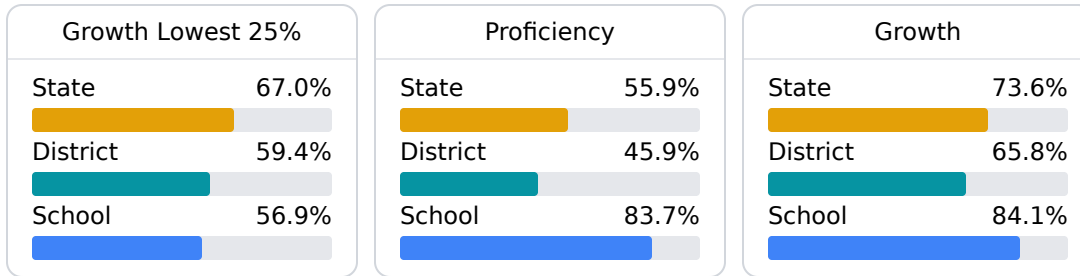 Growth Lowest 25%
State 67.0%
District 59.4%
School 56.9%
Proficiency
State 55.9%
District 45.9%
School 83.7%
Growth
State 73.6%
District 65.8%
School 84.1%